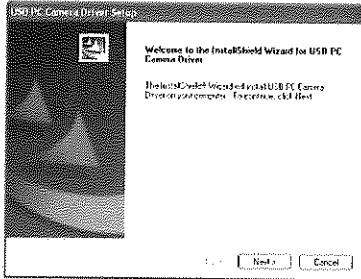 USB PC Camera Driver Setup
Welcome to the InstallShield Wizard for USB PC
Camera Driver
The InstallShield® Wizard will install USB PC Camera
Driver on your computer. To continue, click Next.
Next >
Cancel